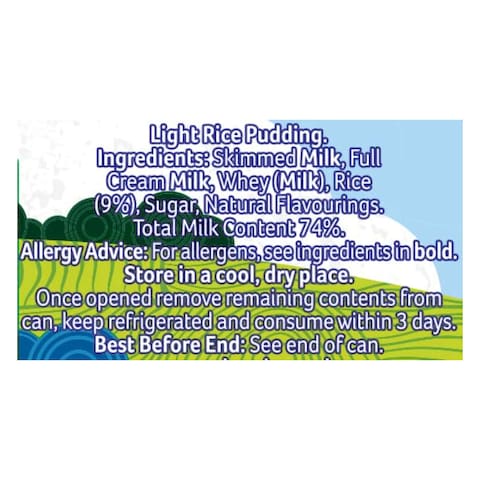 Light Rice Pudding.
Ingredients: Skimmed Milk, Full
Cream Milk, Whey (Milk), Rice
(9%), Sugar, Natural Flavourings.
Total Milk Content 74%.
Allergy Advice: For allergens, see ingredients in bold.
Store in a cool, dry place.
Once opened remove remaining contents from
can, keep refrigerated and consume within 3 days.
Best Before End: See end of can.